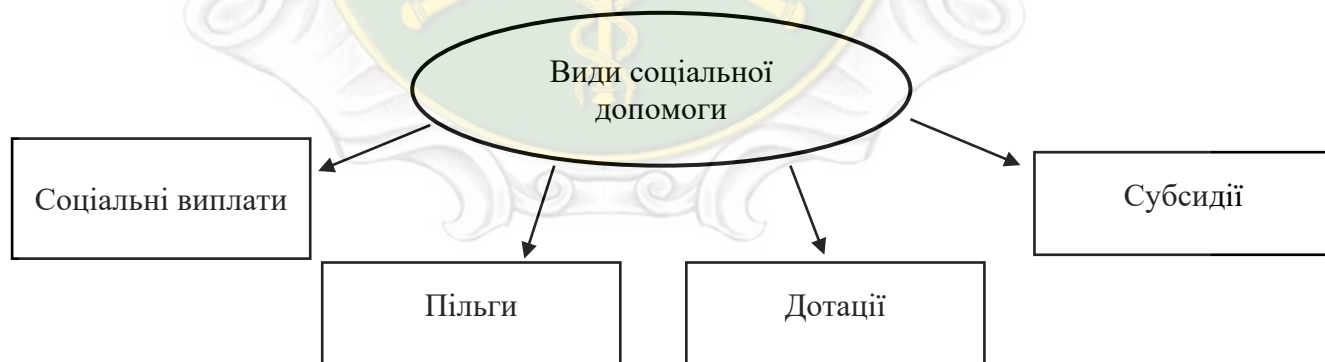 Види соціальної
допомоги
Соціальні виплати
Субсидії
Пільги
Дотації